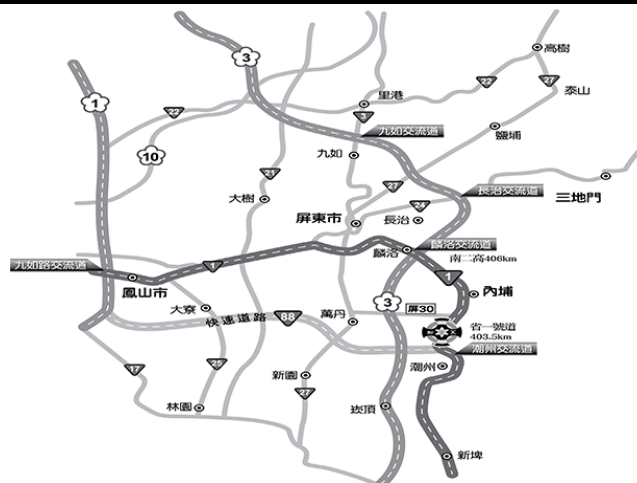 高樹
3
1
22
27
泰山
里港
22
3
九如交流道
鹽埔
10
九如
21
27
長治交流道
三地門
大樹
24
屏東市
長治
麟洛交流道
麟洛
南二高406km
九如路交流道
1
1
鳳山市
內埔
3
屏30
大寮
快速道路
88
萬丹
省一號道
403.5km
潮州交流道
17
25
新園
潮州
27
林園
崁頂
新埤